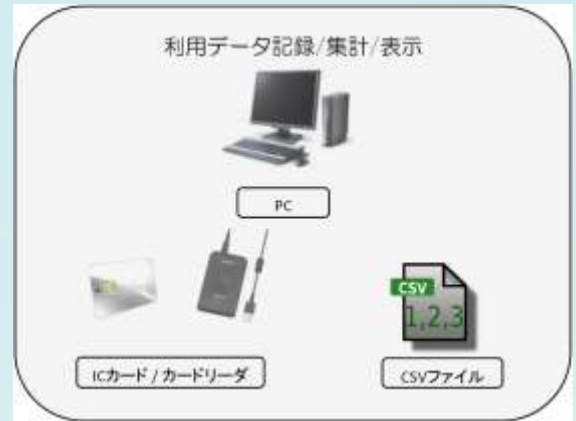 利用データ記録/集計/表示
PC
CSV
1,2,3
ICカード / カードリーダ
CSVファイル